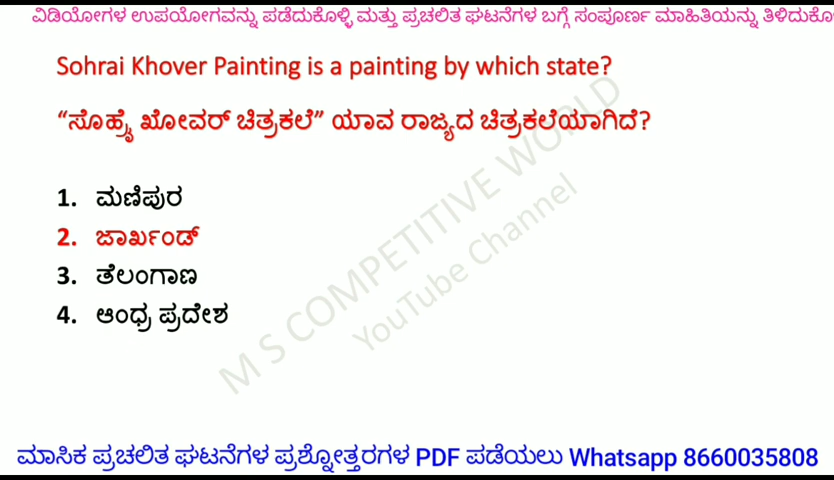 ವಿಡಿಯೋಗಳ ಉಪಯೋಗವನ್ನು ಪಡೆದುಕೊಳ್ಳಿ ಮತ್ತು ಪ್ರಚಲಿತ ಘಟನೆಗಳ ಬಗ್ಗೆ ಸಂಪೂರ್ಣ ಮಾಹಿತಿಯನ್ನು ತಿಳಿದುಕೊ
Sohrai Khover Painting is a painting by which state?
“ಸೊಹ್ರೈ ಖೋವರ್ ಚಿತ್ರಕಲೆ” ಯಾವ ರಾಜ್ಯದ ಚಿತ್ರಕಲೆಯಾಗಿದೆ?
1. ಮಣಿಪುರ
2. ಜಾರ್ಖಂಡ್
3. ತೆಲಂಗಾಣ
4. ಆಂಧ್ರ ಪ್ರದೇಶ
M S COMPETITIVE WORLD
YouTube Channel
ಮಾಸಿಕ ಪ್ರಚಲಿತ ಘಟನೆಗಳ ಪ್ರಶ್ನೋತ್ತರಗಳ PDF ಪಡೆಯಲು Whatsapp 8660035808